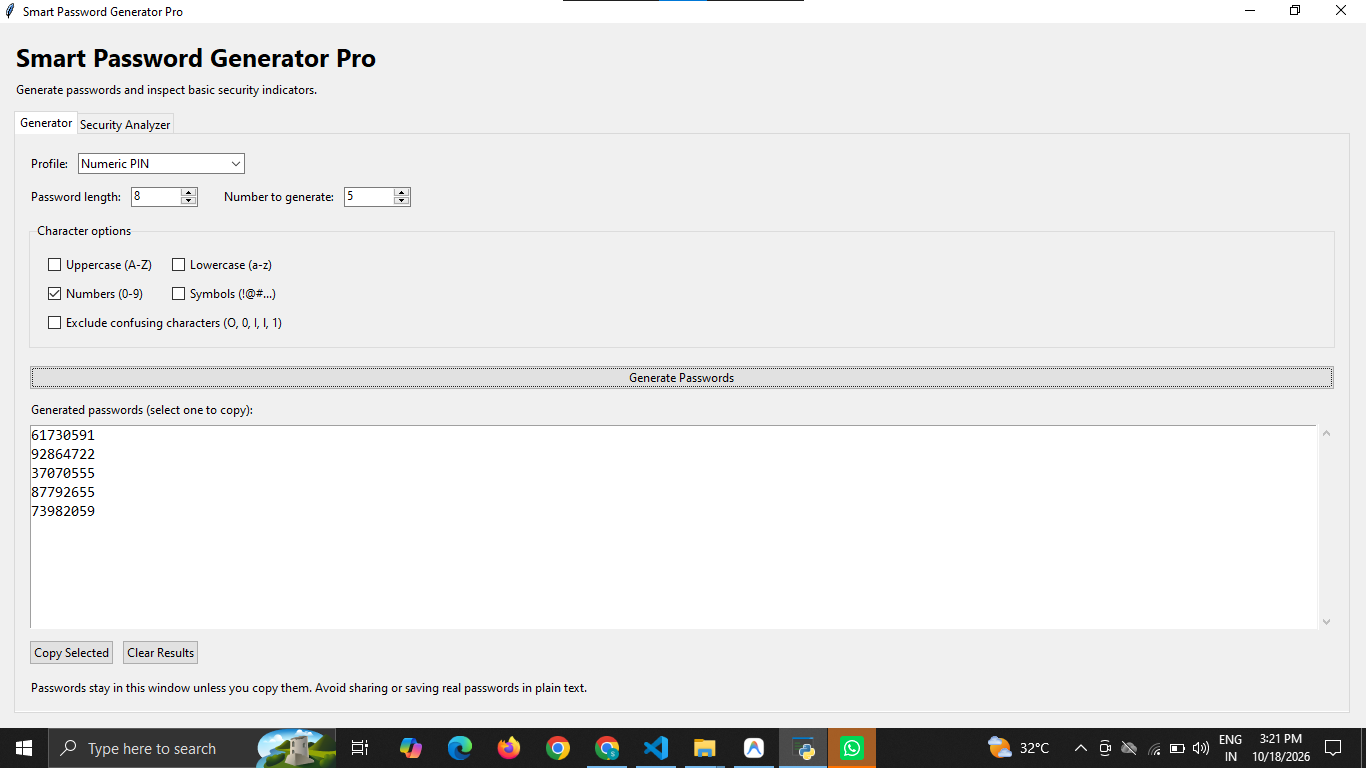 Smart Password Generator Pro
Smart Password Generator Pro
Generate passwords and inspect basic security indicators.
Generator Security Analyzer
Profile: Numeric PIN
Password length: 8 Number to generate: 5
Character options
Uppercase (A-Z) Lowercase (a-z)
Numbers (0-9) Symbols (!@#...)
Exclude confusing characters (O, 0, I, l, 1)
Generate Passwords
Generated passwords (select one to copy):
61730591
92864722
37070555
87792655
73982059
Copy Selected Clear Results
Passwords stay in this window unless you copy them. Avoid sharing or saving real passwords in plain text.
Type here to search
32°C
ENG
IN
3:21 PM
10/18/2026